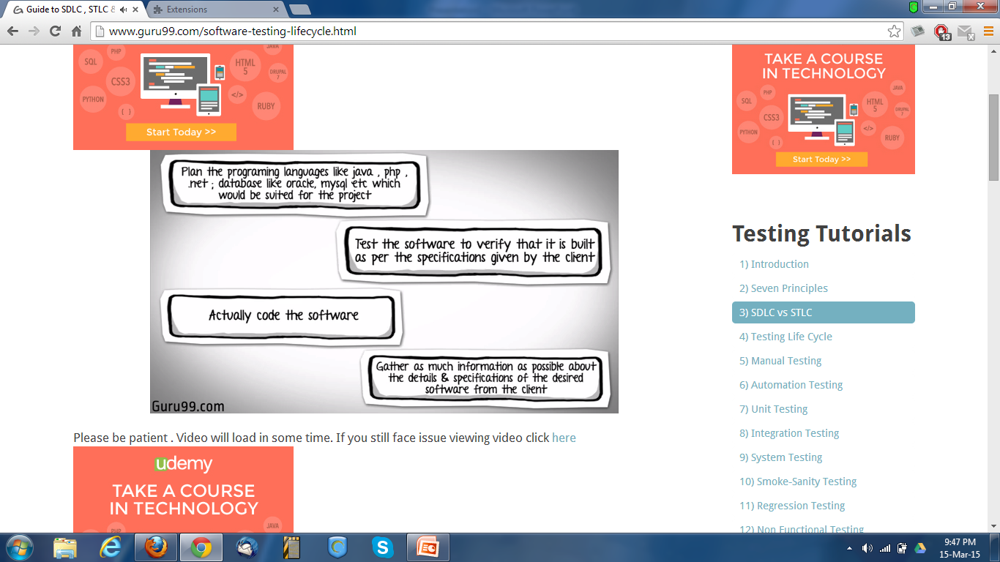 Guide to SDLC , STLC &
Extensions
www.guru99.com/software-testing-lifecycle.html
13
SQL
PHP
JAVA
CSS3
HTML
5
DRUPAL
7
PYTHON
</>
{ }
RUBY
Start Today >>
TAKE A COURSE
IN TECHNOLOGY
SQL
PHP
JAVA
CSS3
HTML
5
DRUPAL
7
PYTHON
</>
{ }
RUBY
Start Today >>
Plan the programing languages like java , php ,
.net ; database like oracle, mysql etc which
would be suited for the project
Test the software to verify that it is built
as per the specifications given by the client
Actually code the software
Gather as much information as possible about
the details & specifications of the desired
software from the client
Guru99.com
Please be patient . Video will load in some time. If you still face issue viewing video click here
udemy
TAKE A COURSE
IN TECHNOLOGY
PHP
JAVA
Testing Tutorials
1) Introduction
2) Seven Principles
3) SDLC vs STLC
4) Testing Life Cycle
5) Manual Testing
6) Automation Testing
7) Unit Testing
8) Integration Testing
9) System Testing
10) Smoke-Sanity Testing
11) Regression Testing
12) Non Functional Testing
9:47 PM
15-Mar-15